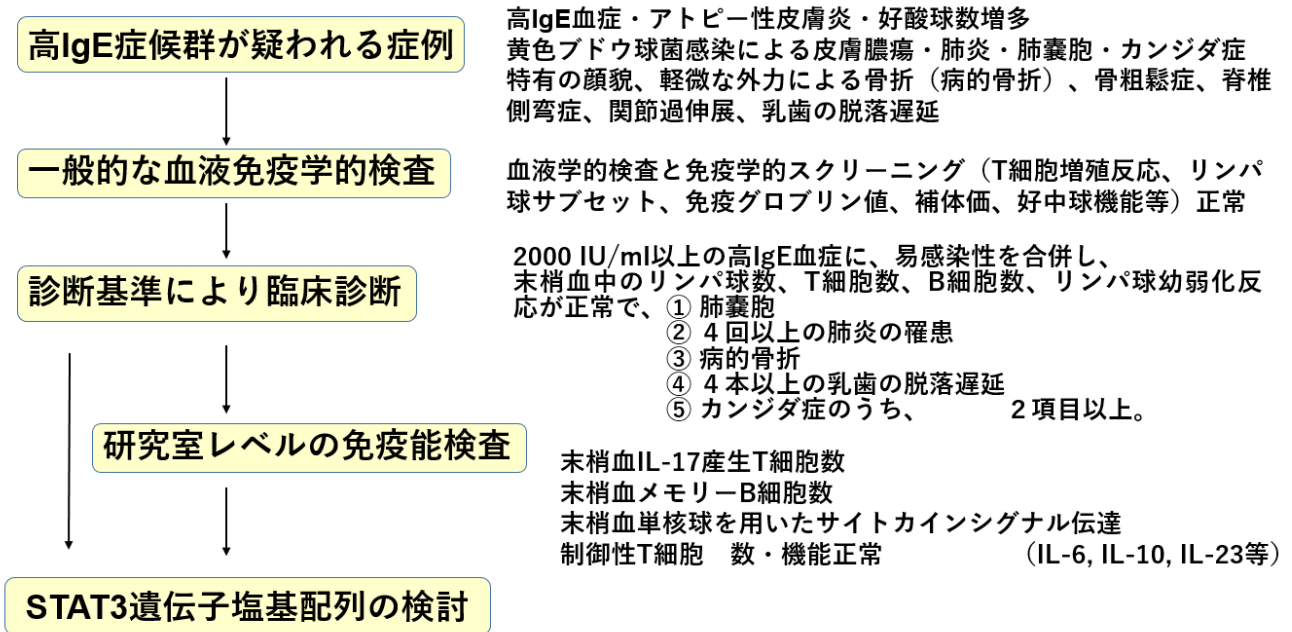 高IgE症候群が疑われる症例
高IgE血症・アトピー性皮膚炎・好酸球数増多
黄色ブドウ球菌感染による皮膚膿瘍・肺炎・肺嚢胞・カンジダ症
特有の顔貌、軽微な外力による骨折（病的骨折）、骨粗鬆症、脊椎
側弯症、関節過伸展、乳歯の脱落遅延
一般的な血液免疫学的検査
血液学的検査と免疫学的スクリーニング（T細胞増殖反応、リンパ
球サブセット、免疫グロブリン値、補体価、好中球機能等）正常
診断基準により臨床診断
2000 IU/ml以上の高IgE血症に、易感染性を合併し、
末梢血中のリンパ球数、T細胞数、B細胞数、リンパ球幼弱化反
応が正常で、① 肺嚢胞
② ４回以上の肺炎の罹患
③ 病的骨折
④ ４本以上の乳歯の脱落遅延
⑤ カンジダ症のうち、 ２項目以上。
研究室レベルの免疫能検査
末梢血IL-17産生T細胞数
末梢血メモリーB細胞数
末梢血単核球を用いたサイトカインシグナル伝達
制御性T細胞 数・機能正常 （IL-6, IL-10, IL-23等）
STAT3遺伝子塩基配列の検討